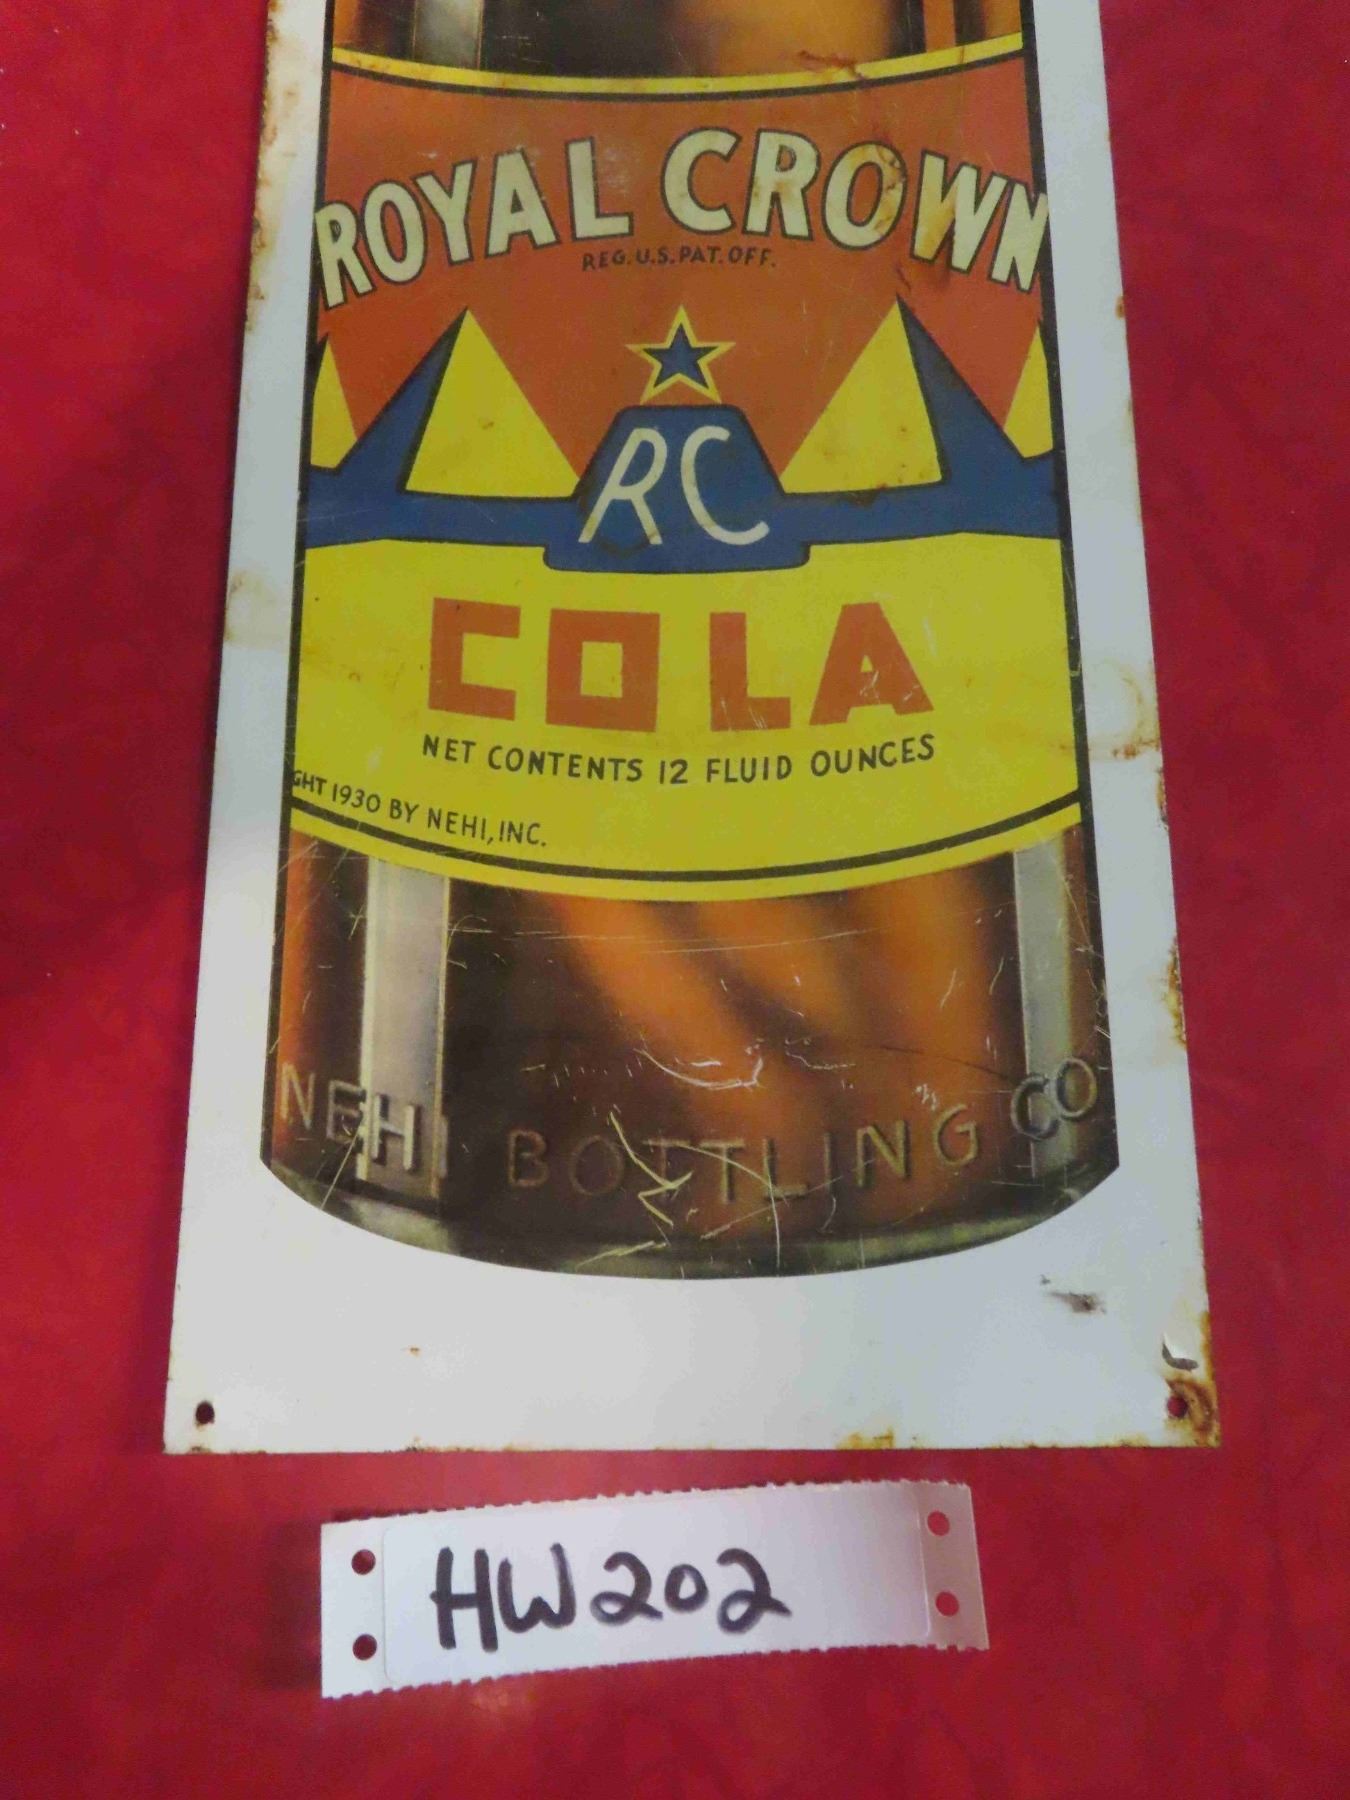 ROYAL CROWN
REG. U.S. PAT. OFF.
RC
COLA
NET CONTENTS 12 FLUID OUNCES
GHT 1930 BY NEHI, INC.
NEHI BOTTLING CO
HW202